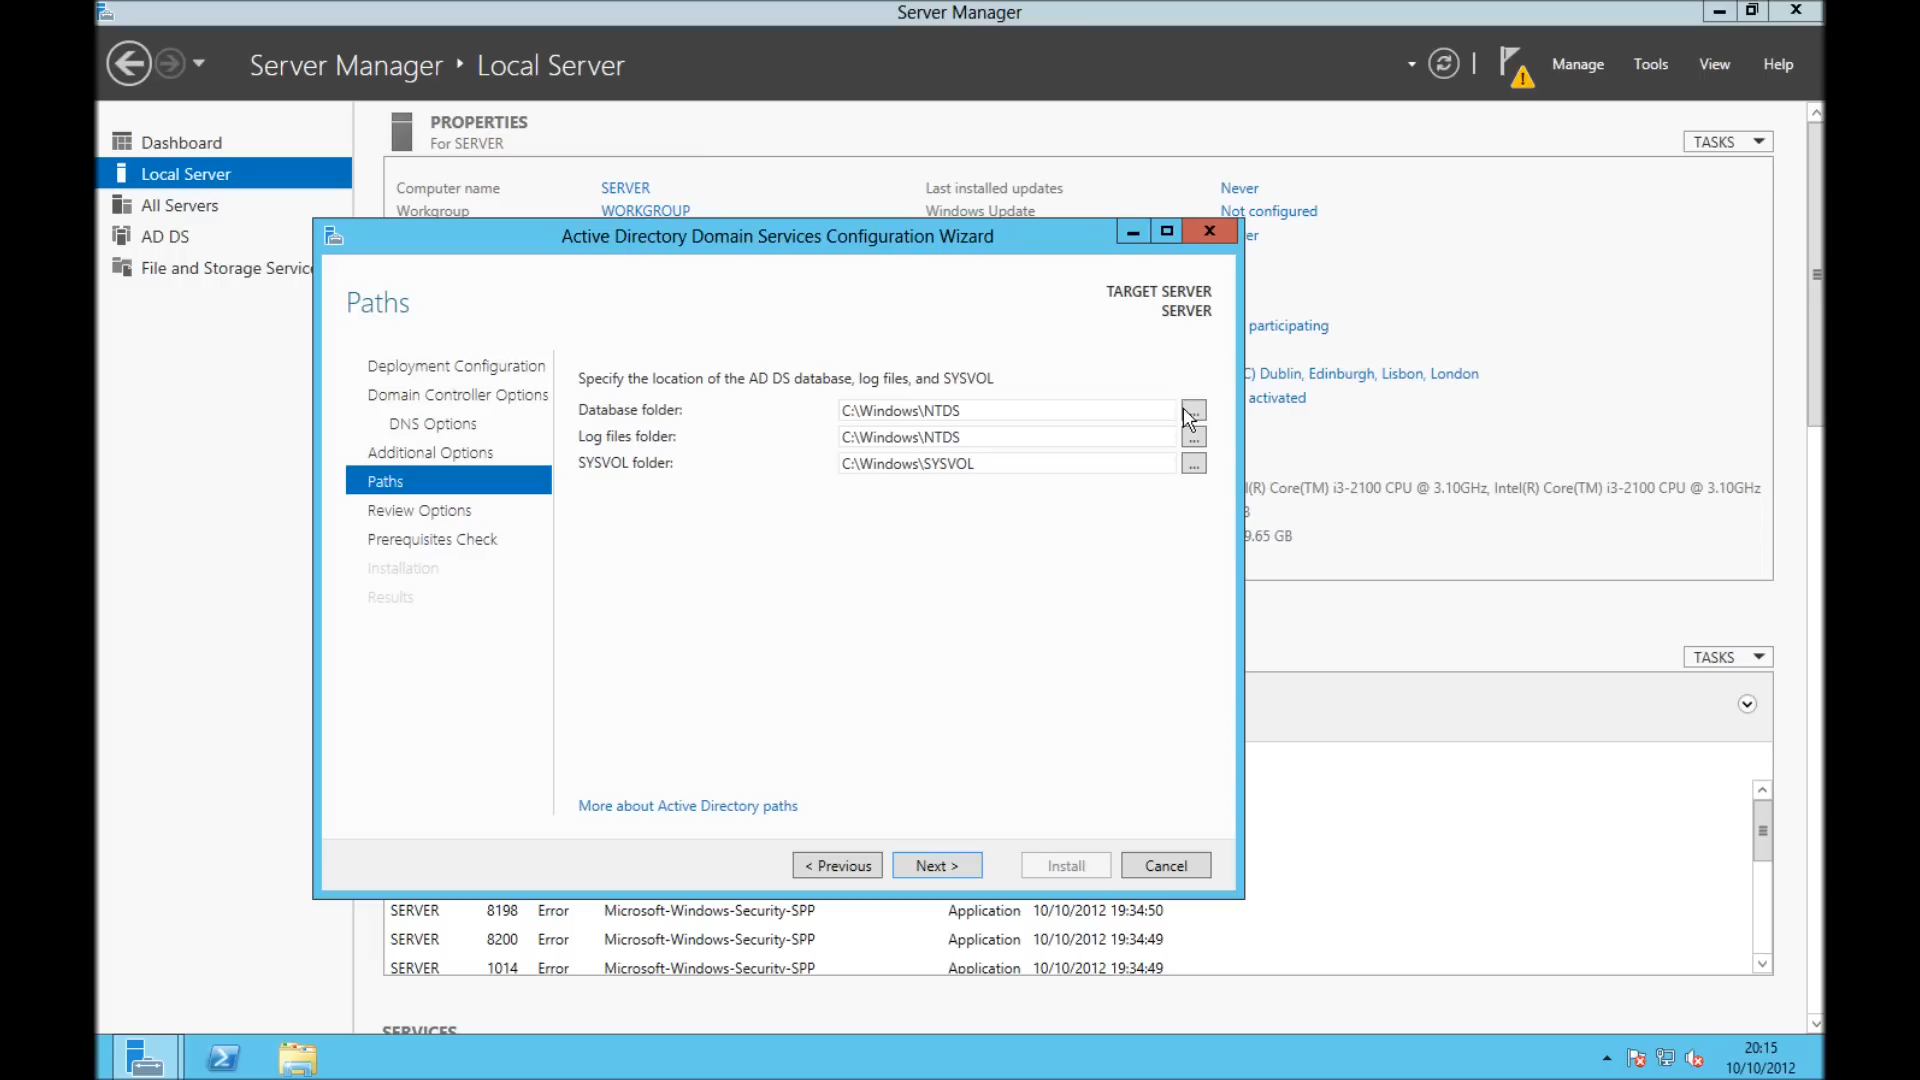 Server Manager
Server Manager • Local Server
Manage Tools View Help
Dashboard
Local Server
All Servers
AD DS
File and Storage Service
PROPERTIES
For SERVER
TASKS
Computer name SERVER Last installed updates Never
Workgroup WORKGROUP Windows Update Not configured
er
participating
C) Dublin, Edinburgh, Lisbon, London
activated
l(R) Core(TM) i3-2100 CPU @ 3.10GHz, Intel(R) Core(TM) i3-2100 CPU @ 3.10GHz
9.65 GB
Active Directory Domain Services Configuration Wizard
Paths
TARGET SERVER
SERVER
Deployment Configuration
Domain Controller Options
DNS Options
Additional Options
Paths
Review Options
Prerequisites Check
Installation
Results
Specify the location of the AD DS database, log files, and SYSVOL
Database folder: C:\Windows\NTDS ...
Log files folder: C:\Windows\NTDS ...
SYSVOL folder: C:\Windows\SYSVOL ...
More about Active Directory paths
< Previous Next > Install Cancel
TASKS
SERVER 8198 Error Microsoft-Windows-Security-SPP Application 10/10/2012 19:34:50
SERVER 8200 Error Microsoft-Windows-Security-SPP Application 10/10/2012 19:34:49
SERVER 1014 Error Microsoft-Windows-Security-SPP Application 10/10/2012 19:34:49
SERVICES
20:15
10/10/2012